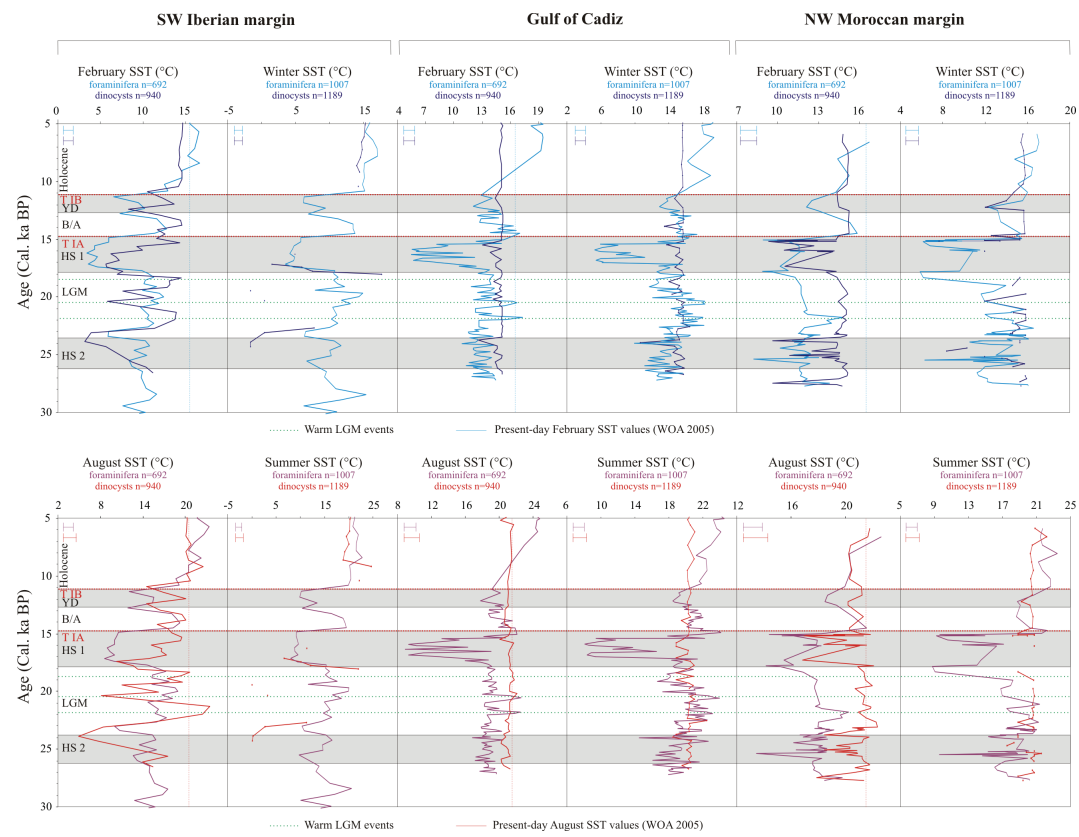 SW Iberian margin Gulf of Cadiz NW Moroccan margin
February SST (°C) Winter SST (°C) February SST (°C) Winter SST (°C) February SST (°C) Winter SST (°C)
foraminifera n=692 foraminifera n=1007 foraminifera n=692 foraminifera n=1007 foraminifera n=692 foraminifera n=1007
dinocysts n=940 dinocysts n=1189 dinocysts n=940 dinocysts n=1189 dinocysts n=940 dinocysts n=1189
0 5 10 15 -5 5 15 4 7 10 13 16 19 2 6 10 14 18 7 10 13 16 4 8 12 16 20
5
Holocene
10
T IB
YD
B/A
15
T IA
HS 1
20
LGM
25
HS 2
30
Age (Cal. ka BP)
Warm LGM events Present-day February SST values (WOA 2005)
August SST (°C) Summer SST (°C) August SST (°C) Summer SST (°C) August SST (°C) Summer SST (°C)
foraminifera n=692 foraminifera n=1007 foraminifera n=692 foraminifera n=1007 foraminifera n=692 foraminifera n=1007
dinocysts n=940 dinocysts n=1189 dinocysts n=940 dinocysts n=1189 dinocysts n=940 dinocysts n=1189
2 8 14 20 -5 5 15 25 8 12 16 20 24 6 10 14 18 22 12 16 20 5 9 13 17 21 25
5
Holocene
10
T IB
YD
B/A
15
T IA
HS 1
20
LGM
25
HS 2
30
Age (Cal. ka BP)
Warm LGM events Present-day August SST values (WOA 2005)